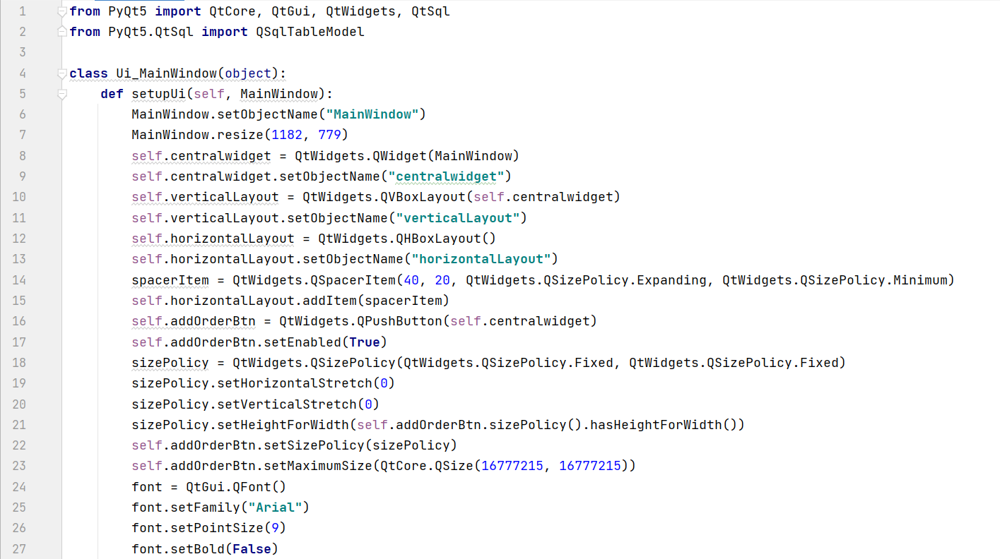 1 from PyQt5 import QtCore, QtGui, QtWidgets, QtSql
2 from PyQt5.QtSql import QSqlTableModel
3
4 class Ui_MainWindow(object):
5     def setupUi(self, MainWindow):
6         MainWindow.setObjectName("MainWindow")
7         MainWindow.resize(1182, 779)
8         self.centralwidget = QtWidgets.QWidget(MainWindow)
9         self.centralwidget.setObjectName("centralwidget")
10         self.verticalLayout = QtWidgets.QVBoxLayout(self.centralwidget)
11         self.verticalLayout.setObjectName("verticalLayout")
12         self.horizontalLayout = QtWidgets.QHBoxLayout()
13         self.horizontalLayout.setObjectName("horizontalLayout")
14         spacerItem = QtWidgets.QSpacerItem(40, 20, QtWidgets.QSizePolicy.Expanding, QtWidgets.QSizePolicy.Minimum)
15         self.horizontalLayout.addItem(spacerItem)
16         self.addOrderBtn = QtWidgets.QPushButton(self.centralwidget)
17         self.addOrderBtn.setEnabled(True)
18         sizePolicy = QtWidgets.QSizePolicy(QtWidgets.QSizePolicy.Fixed, QtWidgets.QSizePolicy.Fixed)
19         sizePolicy.setHorizontalStretch(0)
20         sizePolicy.setVerticalStretch(0)
21         sizePolicy.setHeightForWidth(self.addOrderBtn.sizePolicy().hasHeightForWidth())
22         self.addOrderBtn.setSizePolicy(sizePolicy)
23         self.addOrderBtn.setMaximumSize(QtCore.QSize(16777215, 16777215))
24         font = QtGui.QFont()
25         font.setFamily("Arial")
26         font.setPointSize(9)
27         font.setBold(False)